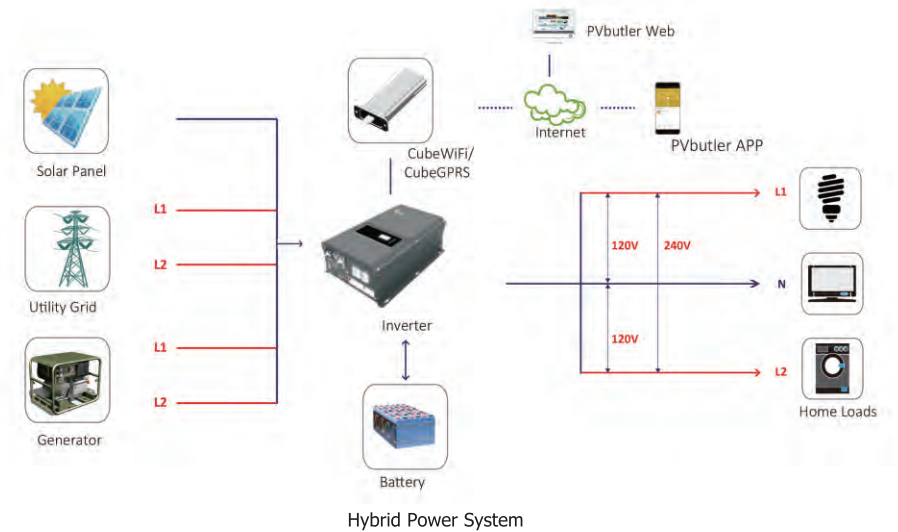 PVbutler Web
Internet
PVbutler APP
CubeWiFi/
CubeGPRS
Solar Panel
L1
L2
Utility Grid
L1
L2
Generator
Inverter
Battery
L1
120V
240V
N
120V
L2
Home Loads
Hybrid Power System